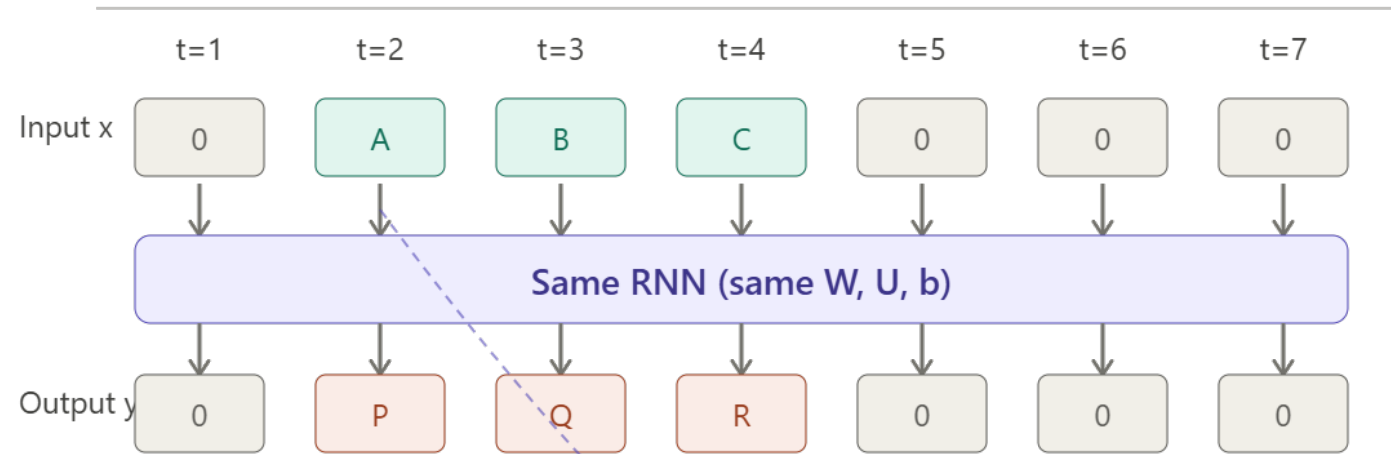 t=1 t=2 t=3 t=4 t=5 t=6 t=7
Input x 0 A B C 0 0 0
Same RNN (same W, U, b)
Output y 0 P Q R 0 0 0